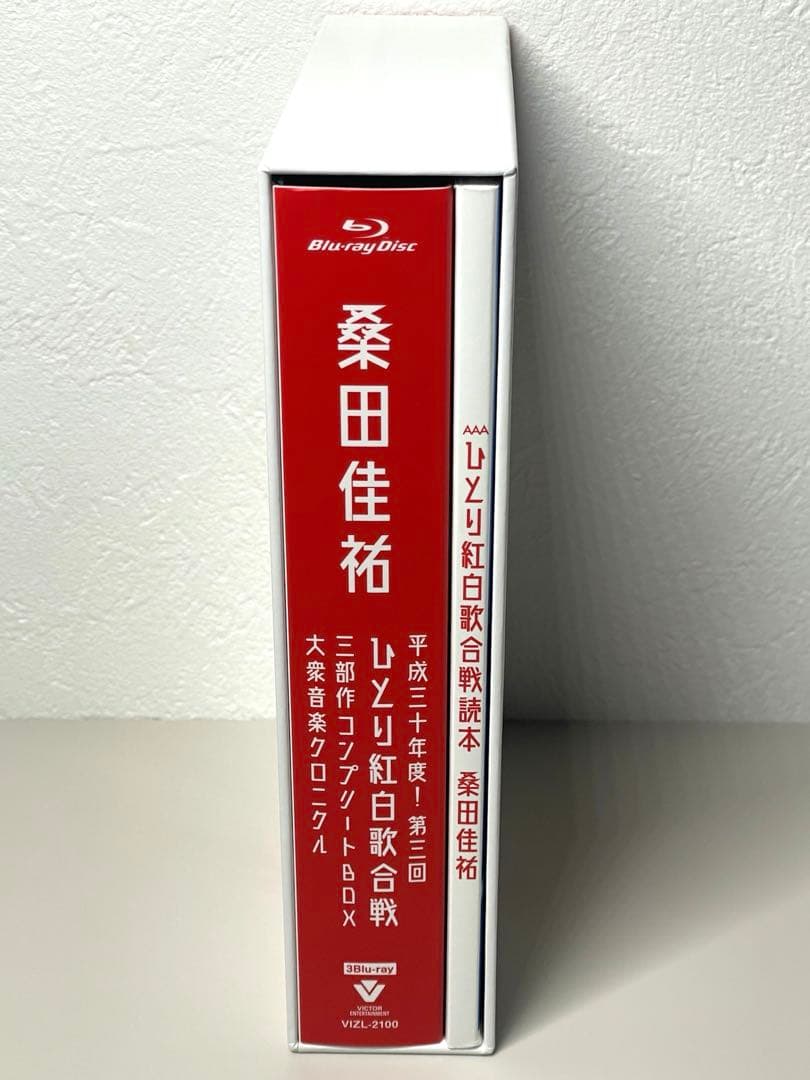 Blu-ray Disc
桑田佳祐
平成三十年度！第三回
ひとり紅白歌合戦
三部作コンプリートBOX
大衆音楽クロニクル
3Blu-ray
VICTOR
ENTERTAINMENT
VIZL-2100
AAA
ひとり紅白歌合戦読本 桑田佳祐